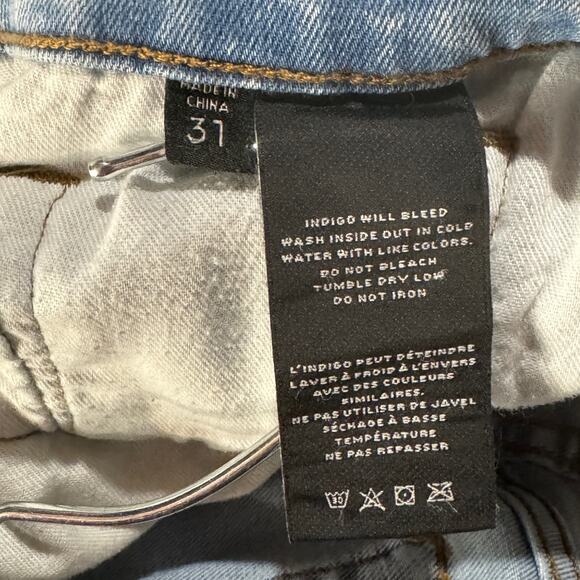 MADE IN
CHINA
31
INDIGO WILL BLEED
WASH INSIDE OUT IN COLD
WATER WITH LIKE COLORS.
DO NOT BLEACH
TUMBLE DRY LOW
DO NOT IRON
L'INDIGO PEUT DÉTEINDRE
LAVER À FROID À L'ENVERS
AVEC DES COULEURS
SIMILAIRES.
NE PAS UTILISER DE JAVEL
SÉCHAGE À BASSE
TEMPÉRATURE
NE PAS REPASSER
30